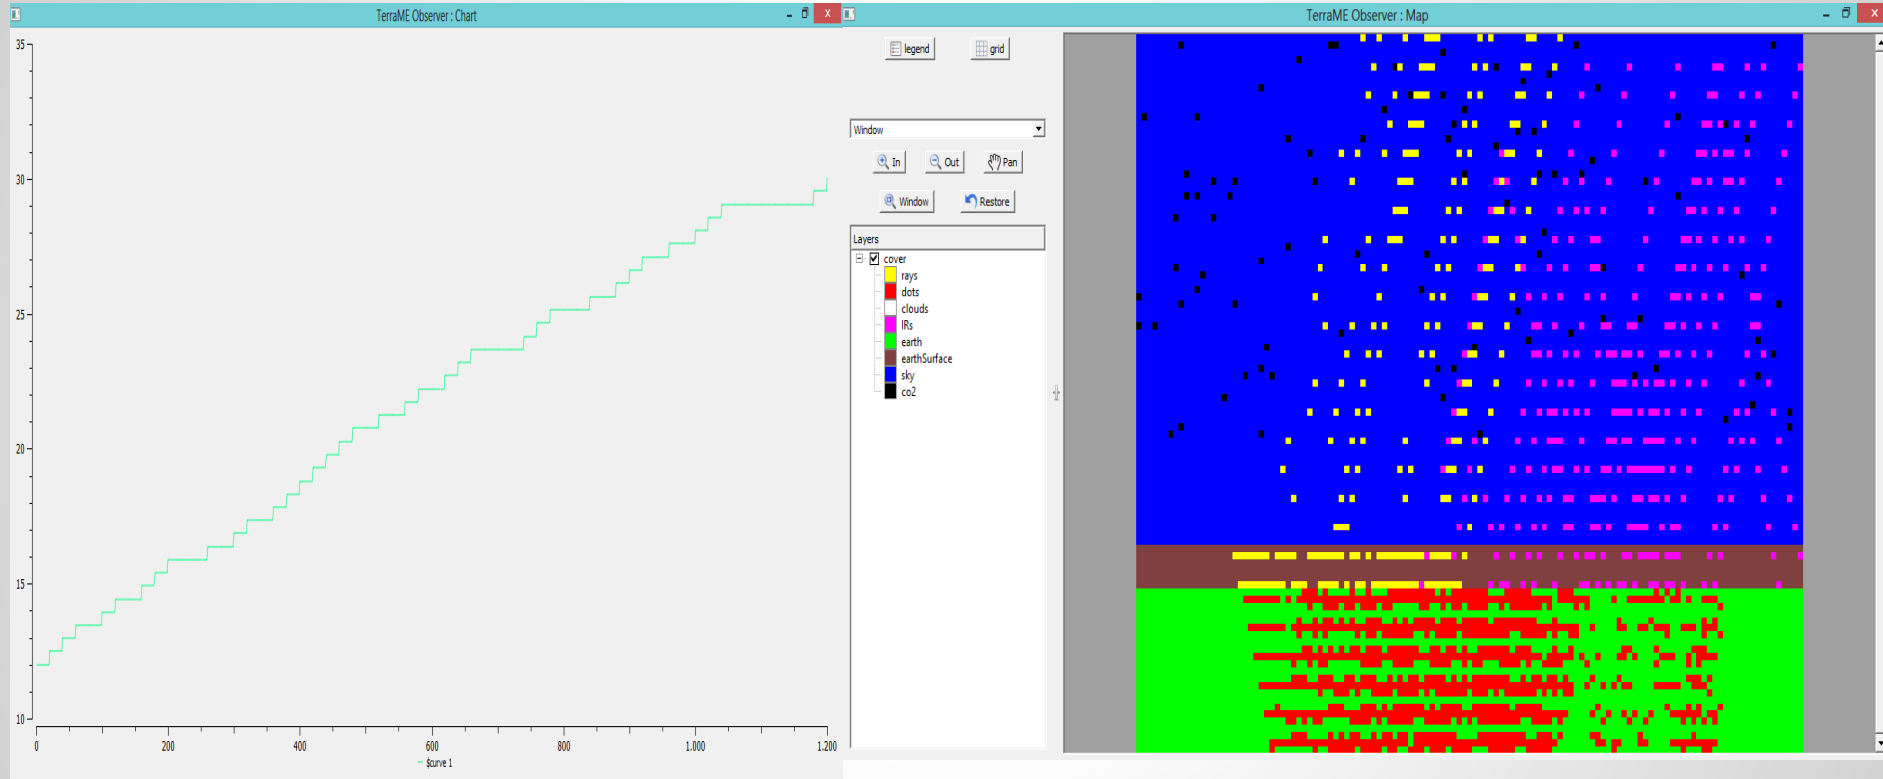 TerraME Observer : Chart
35
30
25
20
15
10
0 200 400 600 800 1.000 1.200
$curve 1
TerraME Observer : Map
legend grid
Window
In Out Pan
Window Restore
Layers
cover
rays
dots
clouds
IRs
earth
earthSurface
sky
co2